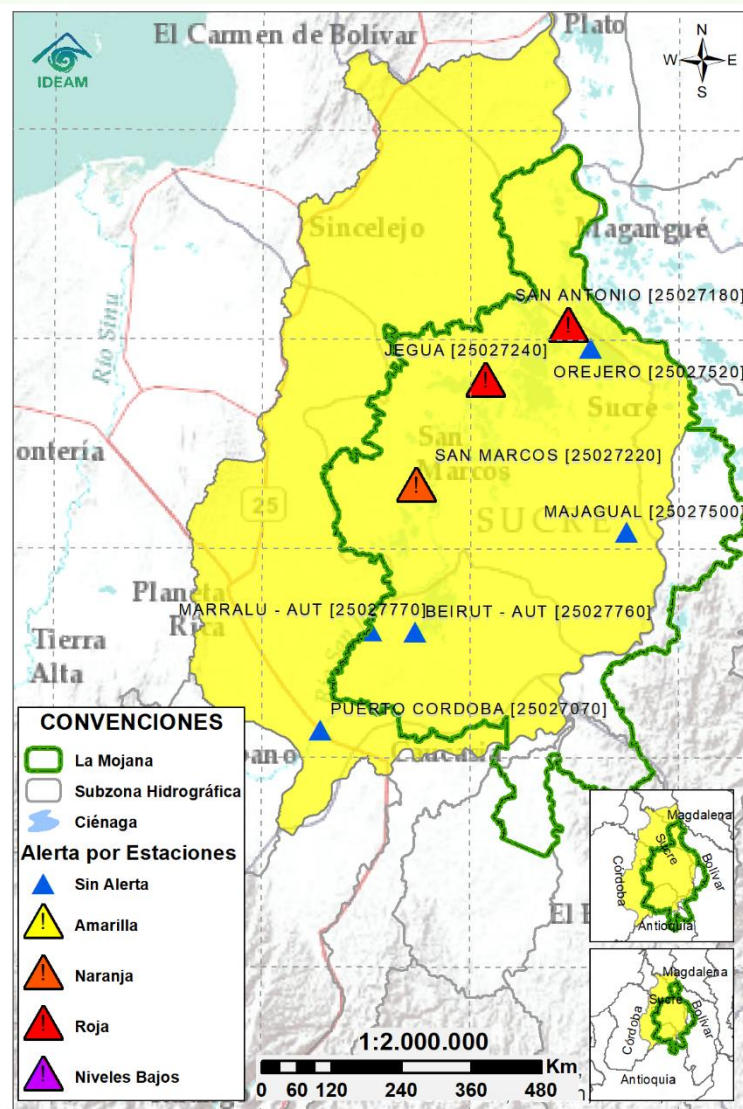 El Carmen de Bolívar
Plato
IDEAM
N
W E
S
Sincelejo
Magangué
Río Sinú
SAN ANTONIO [25027180]
JEGUA [25027240]
OREJERO [25027520]
Sucre
ontería
San
Marcos
SAN MARCOS [25027220]
25
SUCRE
MAJAGUAL [25027500]
Planeta
Rica
MARRALU - AUT [25027770]
BEIRUT - AUT [25027760]
Tierra
Alta
PUERTO CORDOBA [25027070]
bano
Caucasia
El B
CONVENCIONES
La Mojana
Subzona Hidrográfica
Ciénaga
Alerta por Estaciones
Sin Alerta
Amarilla
Naranja
Roja
Niveles Bajos
1:2.000.000
Km
0 60 120 240 360 480
Magdalena
Sucre
Córdoba
Bolívar
Antioquia
Magdalena
Sucre
Córdoba
Bolívar
Antioquia